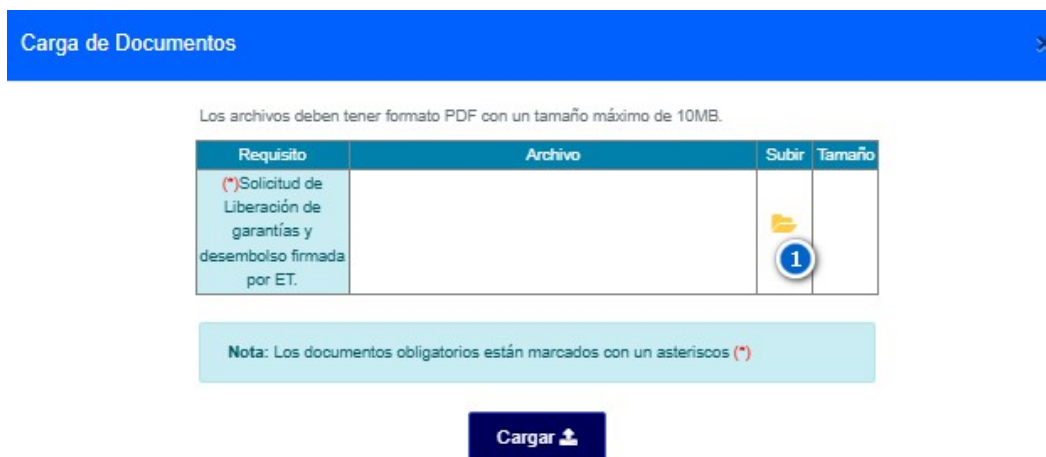 Carga de Documentos
Los archivos deben tener formato PDF con un tamaño máximo de 10MB.
Requisito Archivo Subir Tamaño
(*)Solicitud de
Liberación de
garantías y
desembolso firmada
por ET.
1
Nota: Los documentos obligatorios están marcados con un asteriscos (*)
Cargar